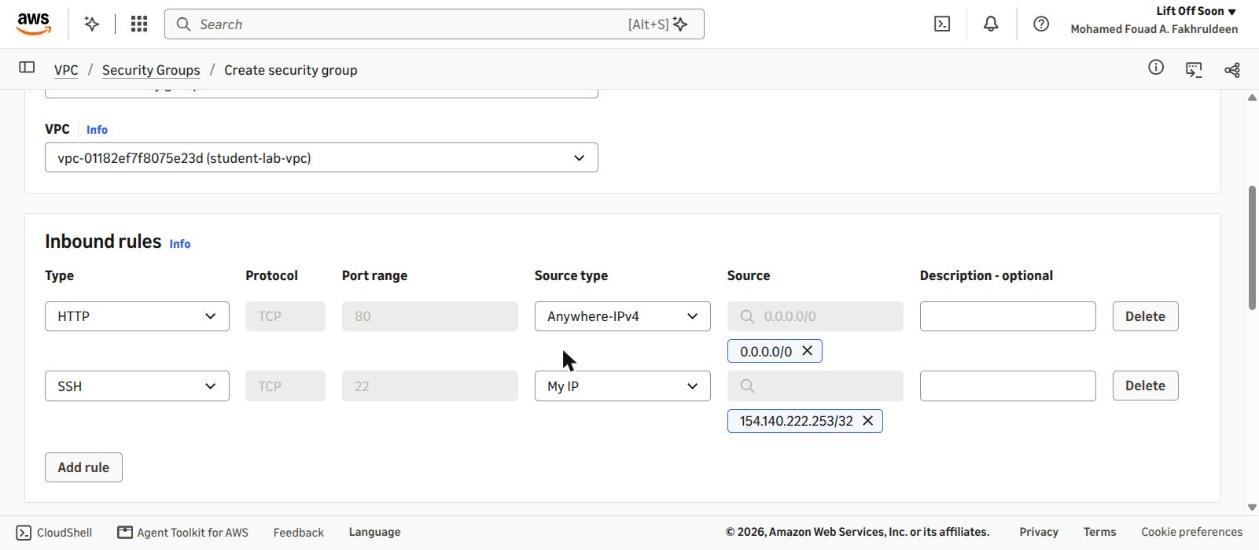 aws
Search [Alt+S]
Lift Off Soon
Mohamed Fouad A. Fakhruldeen
VPC / Security Groups / Create security group
VPC Info
vpc-01182ef7f8075e23d (student-lab-vpc)
Inbound rules Info
Type Protocol Port range Source type Source Description - optional
HTTP TCP 80 Anywhere-IPv4 0.0.0.0/0 Delete
0.0.0.0/0
SSH TCP 22 My IP Delete
154.140.222.253/32
Add rule
CloudShell Agent Toolkit for AWS Feedback Language © 2026, Amazon Web Services, Inc. or its affiliates. Privacy Terms Cookie preferences